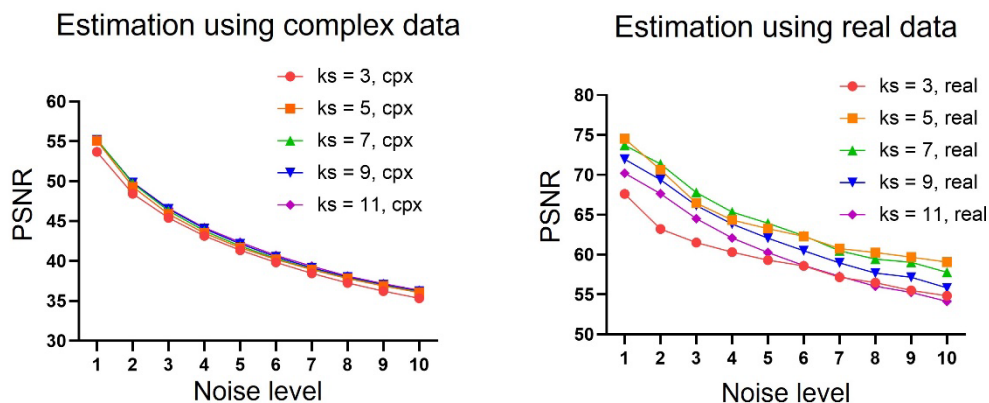 Estimation using complex data
ks = 3, cpx
ks = 5, cpx
ks = 7, cpx
ks = 9, cpx
ks = 11, cpx
PSNR
60
55
50
45
40
35
30
1 2 3 4 5 6 7 8 9 10
Noise level
Estimation using real data
ks = 3, real
ks = 5, real
ks = 7, real
ks = 9, real
ks = 11, real
PSNR
80
75
70
65
60
55
50
1 2 3 4 5 6 7 8 9 10
Noise level